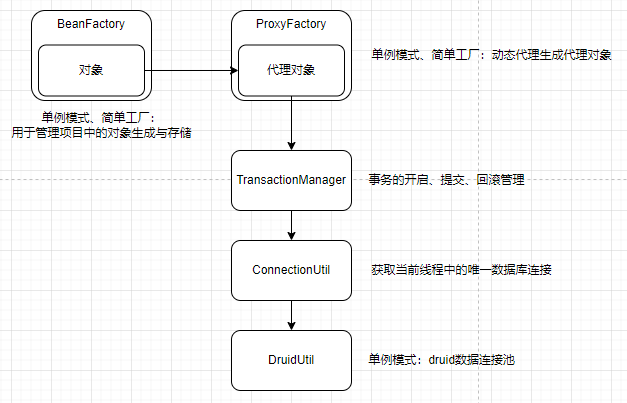 BeanFactory
对象
单例模式、简单工厂：
用于管理项目中的对象生成与存储
ProxyFactory
代理对象
单例模式、简单工厂：动态代理生成代理对象
TransactionManager
事务的开启、提交、回滚管理
ConnectionUtil
获取当前线程中的唯一数据库连接
DruidUtil
单例模式：druid数据连接池